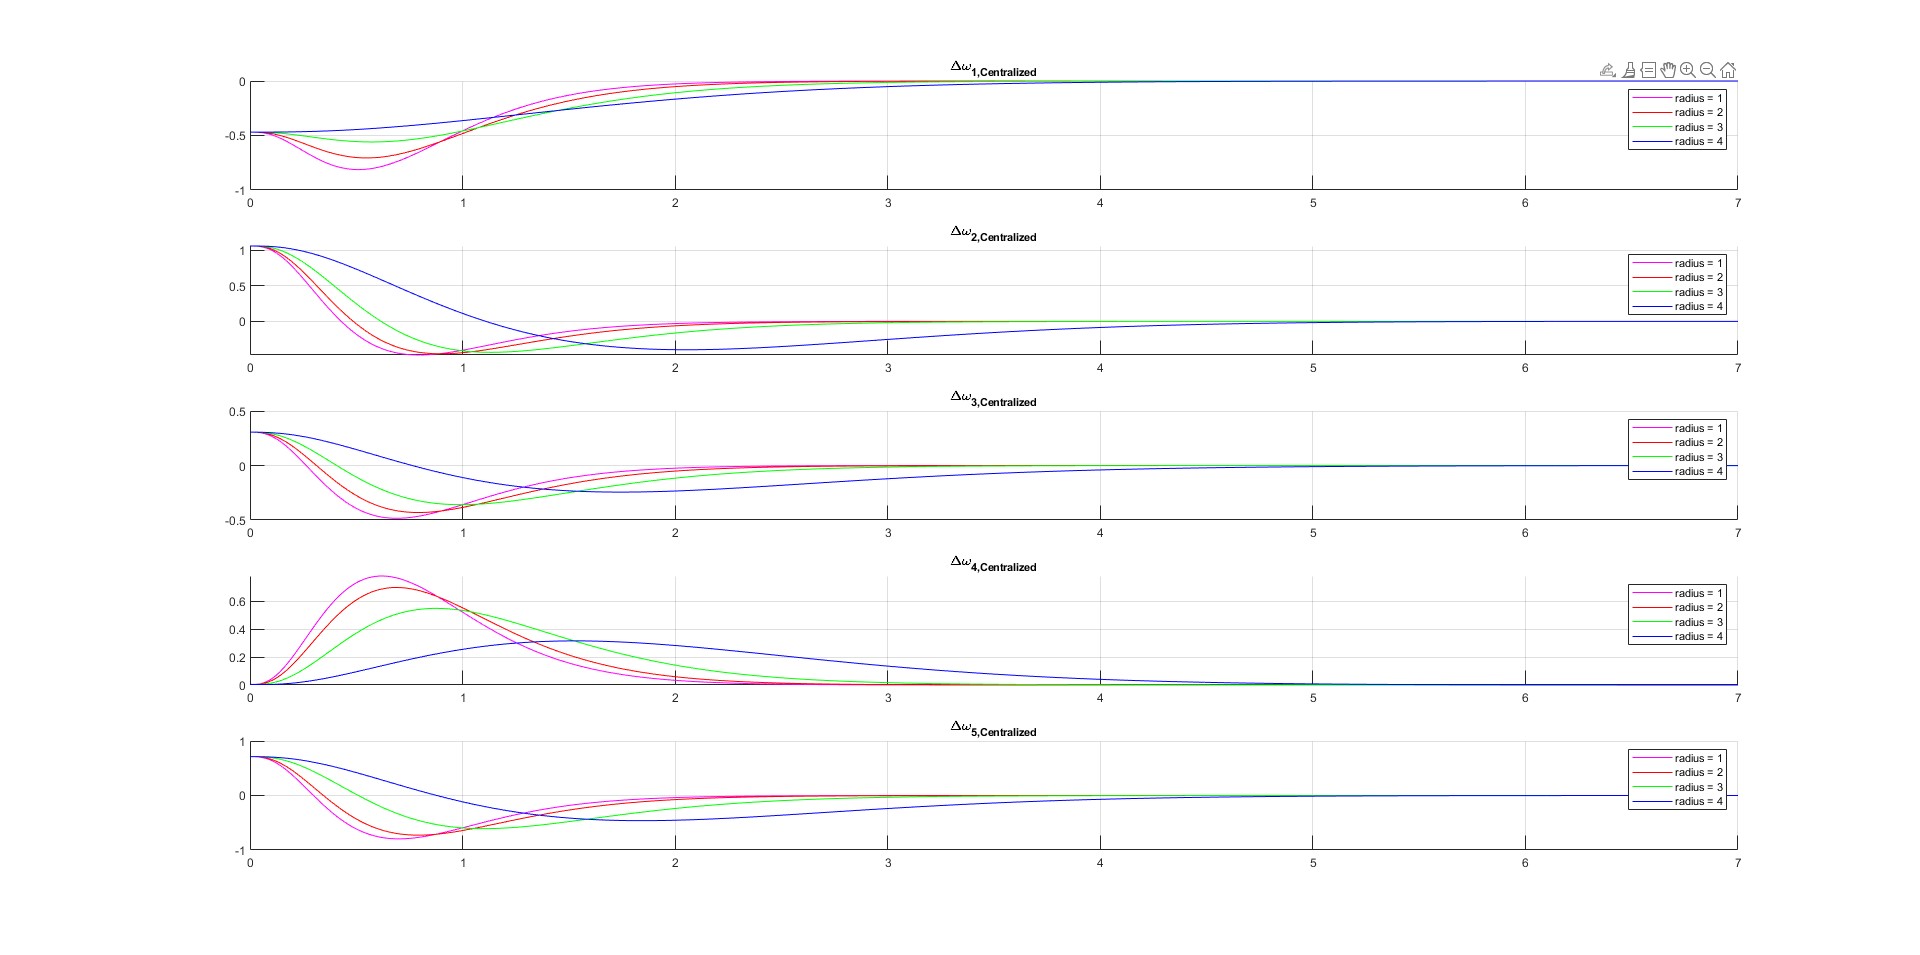 Δω1,Centralized
0
-0.5
-1
0 1 2 3 4 5 6 7
radius = 1
radius = 2
radius = 3
radius = 4
Δω2,Centralized
1
0.5
0
0 1 2 3 4 5 6 7
radius = 1
radius = 2
radius = 3
radius = 4
Δω3,Centralized
0.5
0
-0.5
0 1 2 3 4 5 6 7
radius = 1
radius = 2
radius = 3
radius = 4
Δω4,Centralized
0.6
0.4
0.2
0
0 1 2 3 4 5 6 7
radius = 1
radius = 2
radius = 3
radius = 4
Δω5,Centralized
1
0
-1
0 1 2 3 4 5 6 7
radius = 1
radius = 2
radius = 3
radius = 4